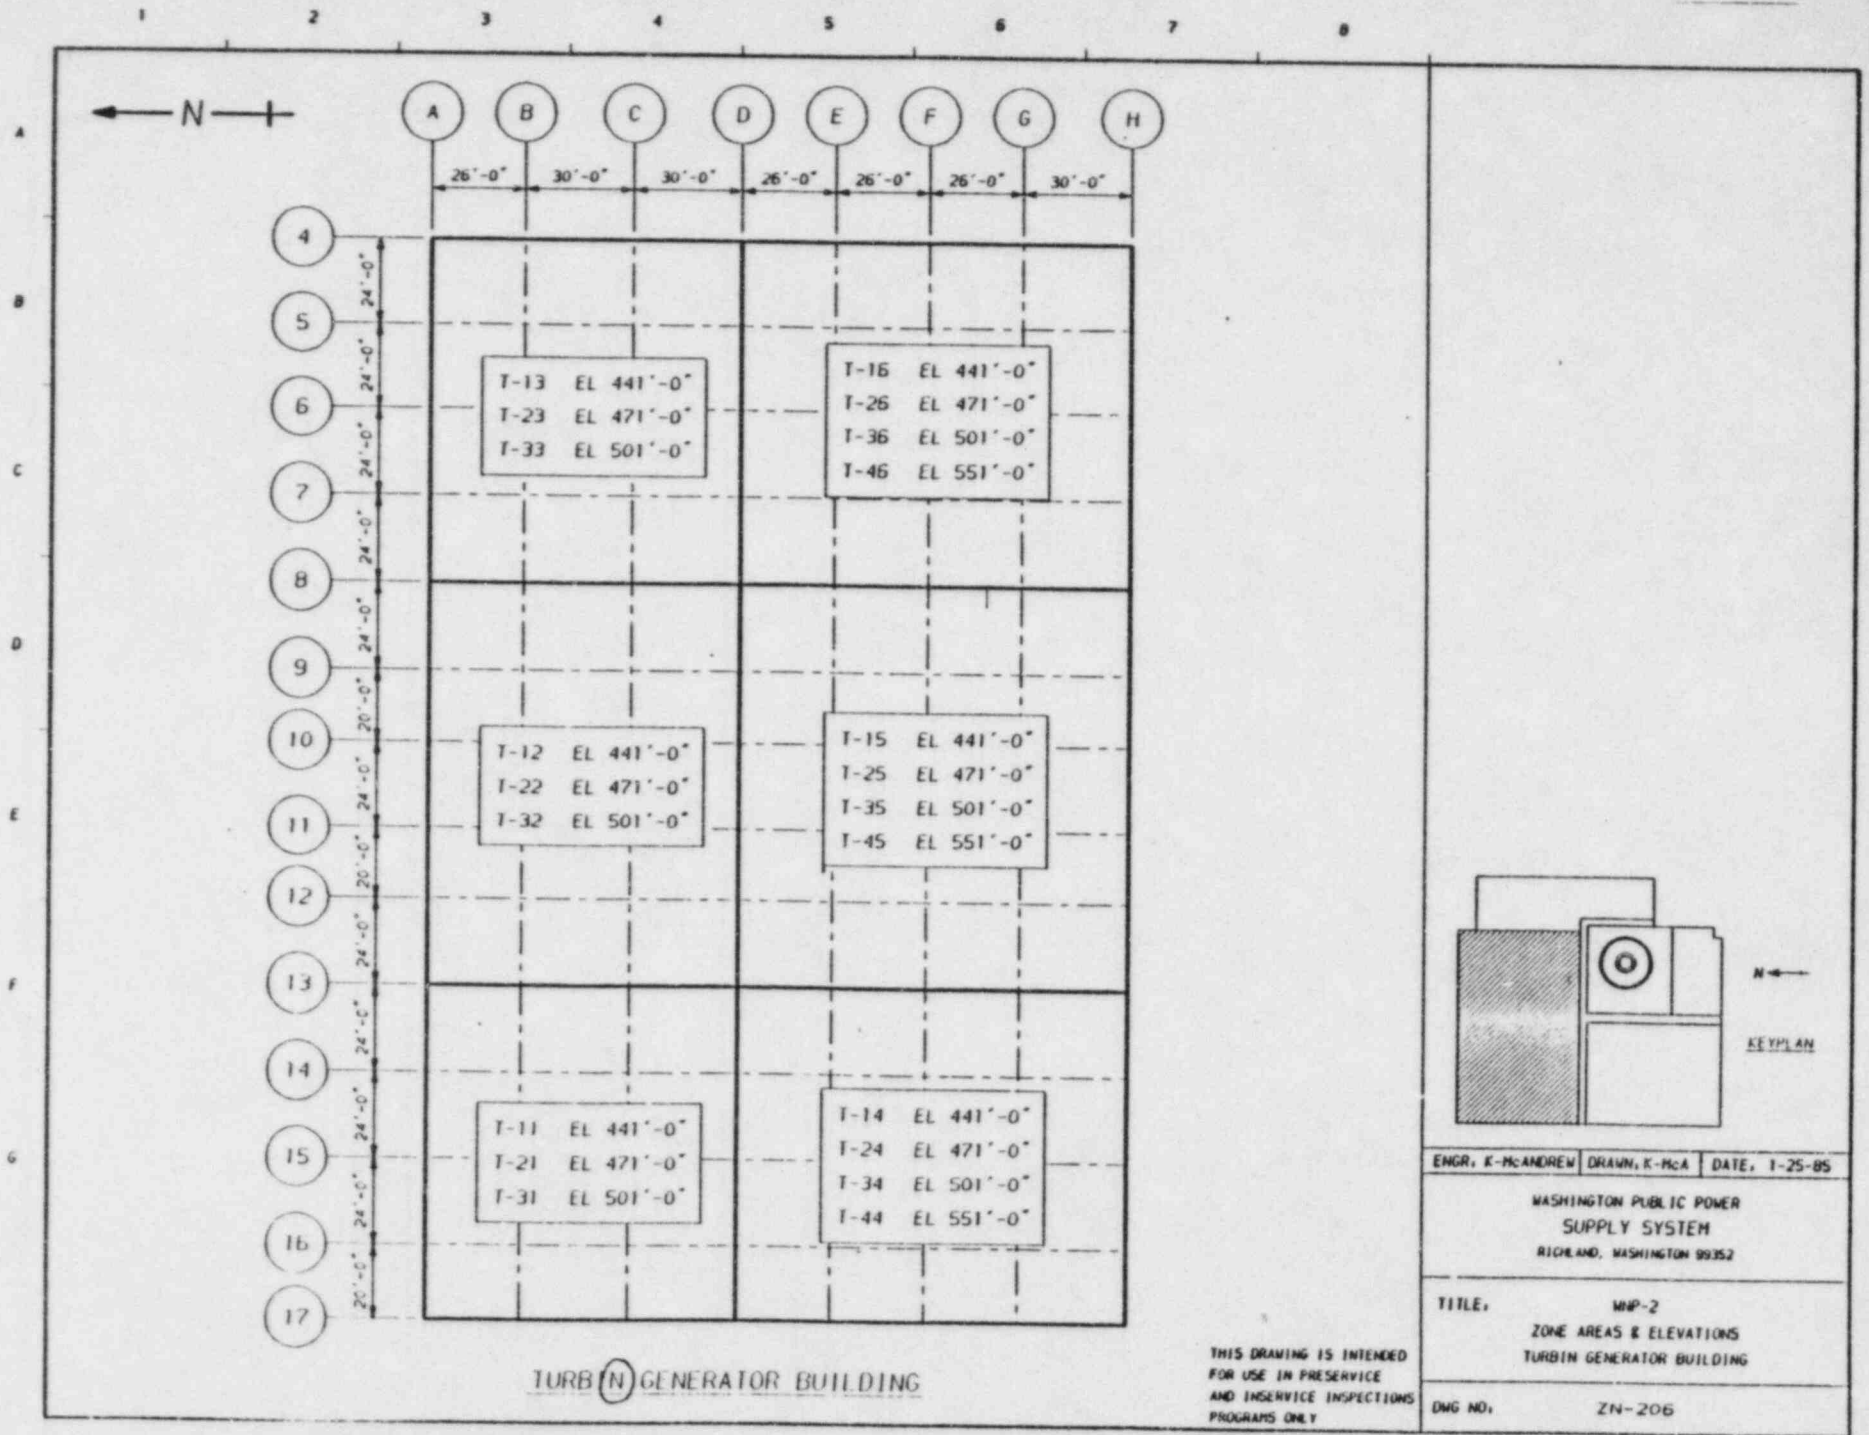 1 2 3 4 5 6 7 8
N
A B C D E F G H
26'-0" 30'-0" 30'-0" 26'-0" 26'-0" 26'-0" 30'-0"
A
4
24'-0"
B
5
24'-0"
T-13 EL 441'-0"
T-23 EL 471'-0"
T-33 EL 501'-0"
T-16 EL 441'-0"
T-26 EL 471'-0"
T-36 EL 501'-0"
T-46 EL 551'-0"
6
24'-0"
C
7
24'-0"
8
24'-0"
D
9
20'-0"
10
24'-0"
T-12 EL 441'-0"
T-22 EL 471'-0"
T-32 EL 501'-0"
T-15 EL 441'-0"
T-25 EL 471'-0"
T-35 EL 501'-0"
T-45 EL 551'-0"
E
11
20'-0"
12
24'-0"
F
13
24'-0"
14
24'-0"
T-11 EL 441'-0"
T-21 EL 471'-0"
T-31 EL 501'-0"
T-14 EL 441'-0"
T-24 EL 471'-0"
T-34 EL 501'-0"
T-44 EL 551'-0"
G
15
24'-0"
16
20'-0"
17
TURB(N)GENERATOR BUILDING
THIS DRAWING IS INTENDED
FOR USE IN PRESERVICE
AND INSERVICE INSPECTIONS
PROGRAMS ONLY
N
KEYPLAN
ENGR. K-McANDREW DRAWN. K-McA DATE. 1-25-85
WASHINGTON PUBLIC POWER
SUPPLY SYSTEM
RICHLAND, WASHINGTON 99352
TITLE. WNP-2
ZONE AREAS & ELEVATIONS
TURBIN GENERATOR BUILDING
DWG NO. ZN-206